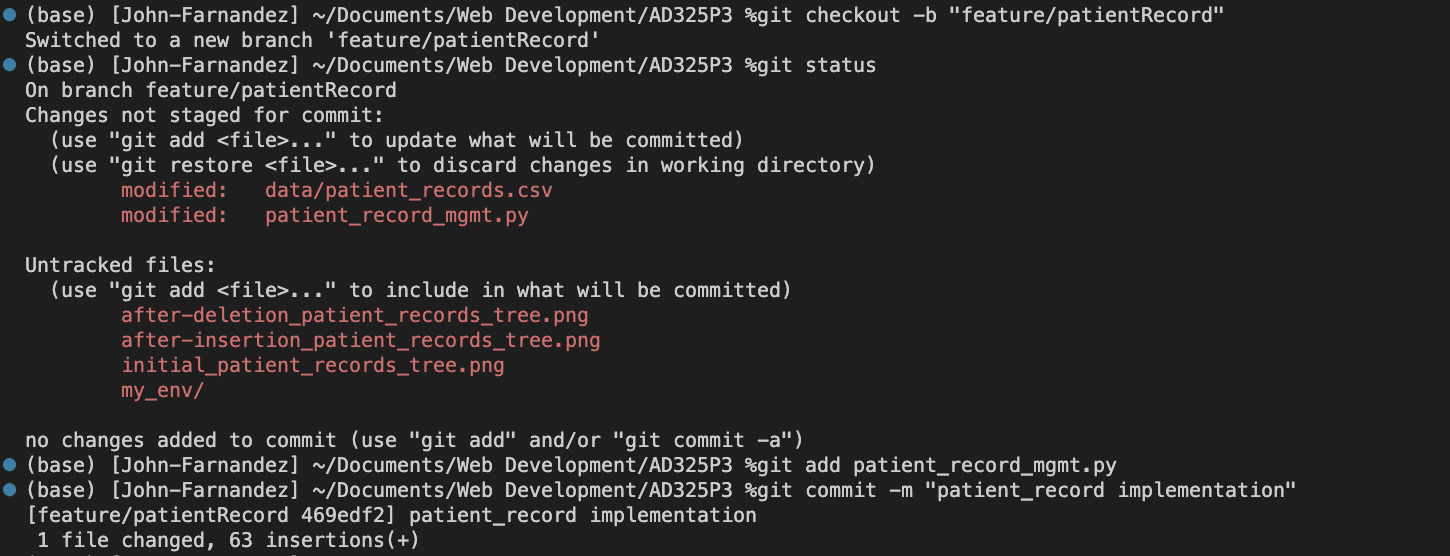 (base) [John-Farnandez] ~/Documents/Web Development/AD325P3 %git checkout -b "feature/patientRecord"
Switched to a new branch 'feature/patientRecord'
(base) [John-Farnandez] ~/Documents/Web Development/AD325P3 %git status
On branch feature/patientRecord
Changes not staged for commit:
  (use "git add <file>..." to update what will be committed)
  (use "git restore <file>..." to discard changes in working directory)
        modified:   data/patient_records.csv
        modified:   patient_record_mgmt.py

Untracked files:
  (use "git add <file>..." to include in what will be committed)
        after-deletion_patient_records_tree.png
        after-insertion_patient_records_tree.png
        initial_patient_records_tree.png
        my_env/

no changes added to commit (use "git add" and/or "git commit -a")
(base) [John-Farnandez] ~/Documents/Web Development/AD325P3 %git add patient_record_mgmt.py
(base) [John-Farnandez] ~/Documents/Web Development/AD325P3 %git commit -m "patient_record implementation"
[feature/patientRecord 469edf2] patient_record implementation
 1 file changed, 63 insertions(+)